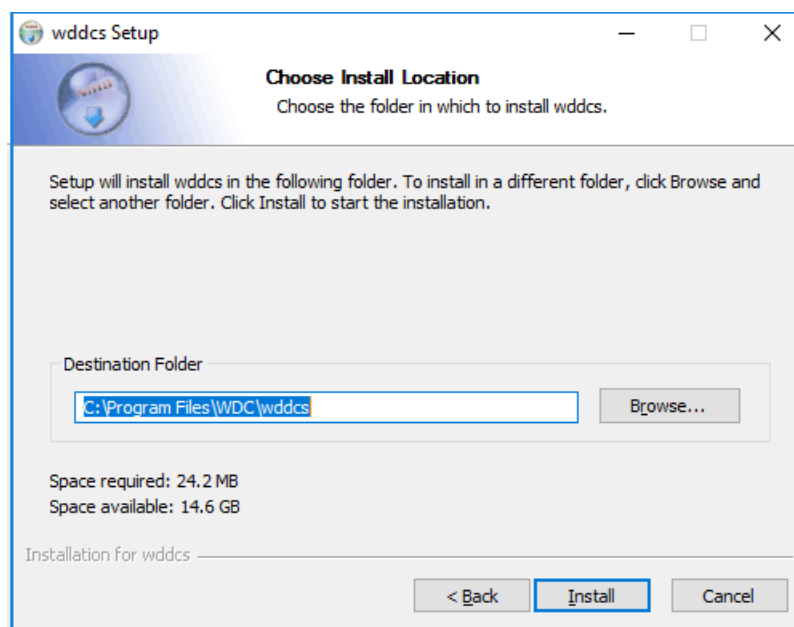 wddcs Setup
Choose Install Location
Choose the folder in which to install wddcs.
Setup will install wddcs in the following folder. To install in a different folder, click Browse and
select another folder. Click Install to start the installation.
Destination Folder
C:\Program Files\WDC\wddcs
Browse...
Space required: 24.2 MB
Space available: 14.6 GB
Installation for wddcs
< Back
Install
Cancel